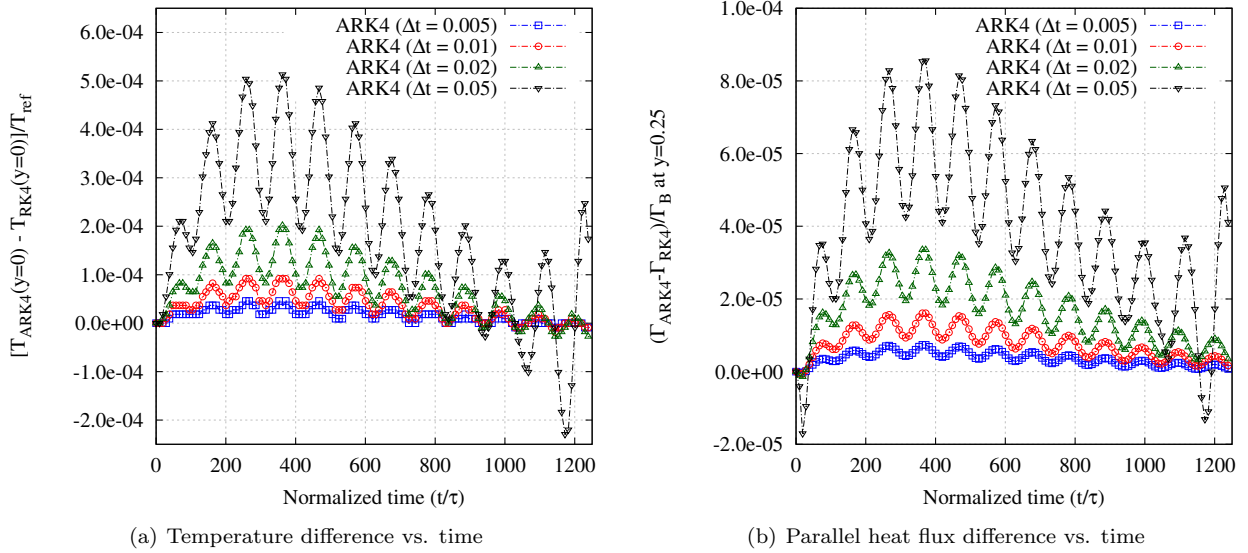 ARK4 (Δt = 0.005)
ARK4 (Δt = 0.01)
ARK4 (Δt = 0.02)
ARK4 (Δt = 0.05)
6.0e-04
5.0e-04
4.0e-04
3.0e-04
2.0e-04
1.0e-04
0.0e+00
-1.0e-04
-2.0e-04
[T_ARK4(y=0) - T_RK4(y=0)]/T_ref
0 200 400 600 800 1000 1200
Normalized time (t/τ)
(a) Temperature difference vs. time
ARK4 (Δt = 0.005)
ARK4 (Δt = 0.01)
ARK4 (Δt = 0.02)
ARK4 (Δt = 0.05)
1.0e-04
8.0e-05
6.0e-05
4.0e-05
2.0e-05
0.0e+00
-2.0e-05
(Γ_ARK4-Γ_RK4)/Γ_B at y=0.25
0 200 400 600 800 1000 1200
Normalized time (t/τ)
(b) Parallel heat flux difference vs. time